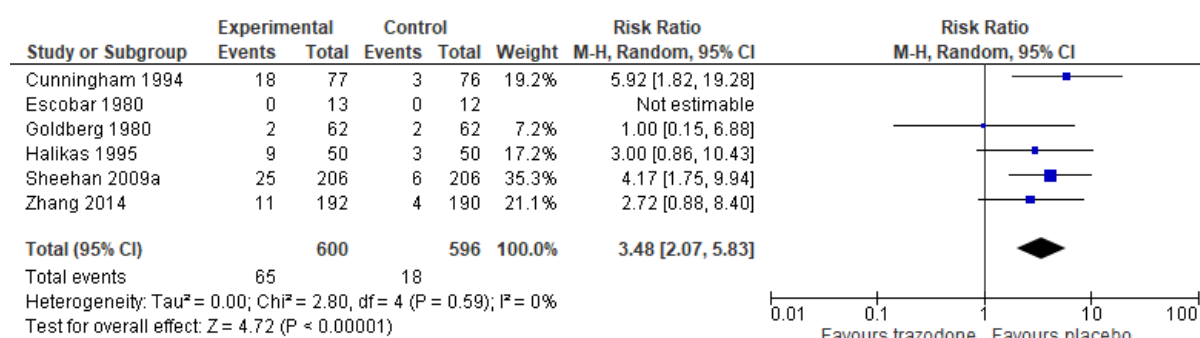 Experimental Control Risk Ratio Risk Ratio
Study or Subgroup Events Total Events Total Weight M-H, Random, 95% CI M-H, Random, 95% CI
Cunningham 1994 18 77 3 76 19.2% 5.92 [1.82, 19.28]
Escobar 1980 0 13 0 12 Not estimable
Goldberg 1980 2 62 2 62 7.2% 1.00 [0.15, 6.88]
Halikas 1995 9 50 3 50 17.2% 3.00 [0.86, 10.43]
Sheehan 2009a 25 206 6 206 35.3% 4.17 [1.75, 9.94]
Zhang 2014 11 192 4 190 21.1% 2.72 [0.88, 8.40]
Total (95% CI) 600 596 100.0% 3.48 [2.07, 5.83]
Total events 65 18
Heterogeneity: Tau² = 0.00; Chi² = 2.80, df = 4 (P = 0.59); I² = 0%
Test for overall effect: Z = 4.72 (P < 0.00001)
0.01 0.1 1 10 100
Favours trazodone Favours placebo